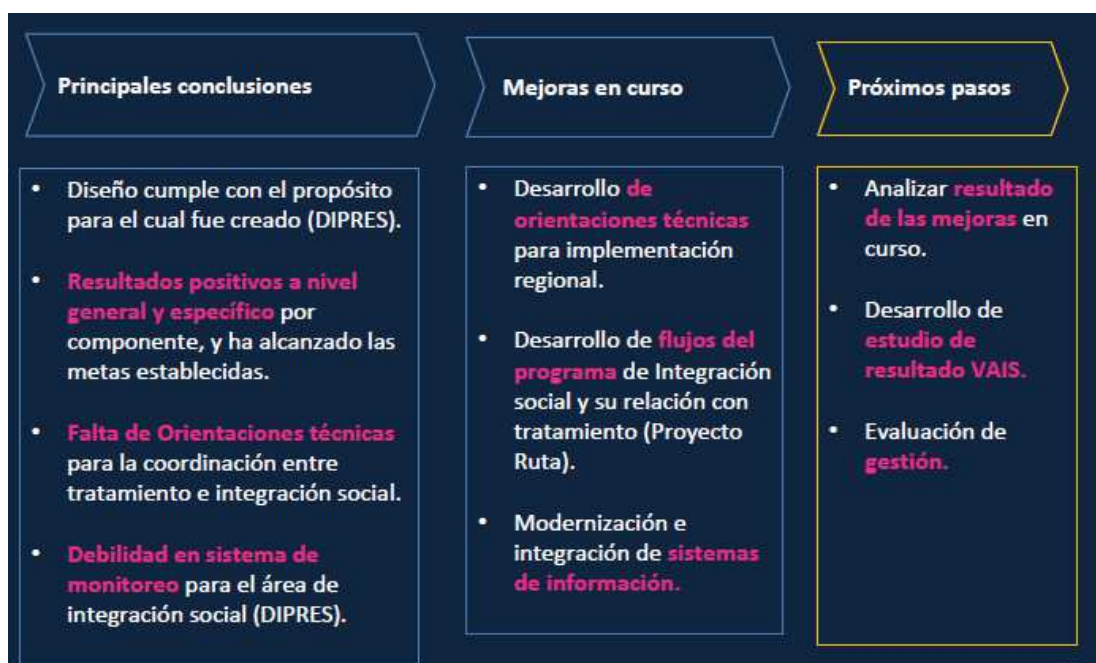 Principales conclusiones
• Diseño cumple con el propósito
para el cual fue creado (DIPRES).
• Resultados positivos a nivel
general y específico por
componente, y ha alcanzado las
metas establecidas.
• Falta de Orientaciones técnicas
para la coordinación entre
tratamiento e integración social.
• Debilidad en sistema de
monitoreo para el área de
integración social (DIPRES).
Mejoras en curso
• Desarrollo de
orientaciones técnicas
para implementación
regional.
• Desarrollo de flujos del
programa de Integración
social y su relación con
tratamiento (Proyecto
Ruta).
• Modernización e
integración de sistemas
de información.
Próximos pasos
• Analizar resultado
de las mejoras en
curso.
• Desarrollo de
estudio de
resultado VAIS.
• Evaluación de
gestión.